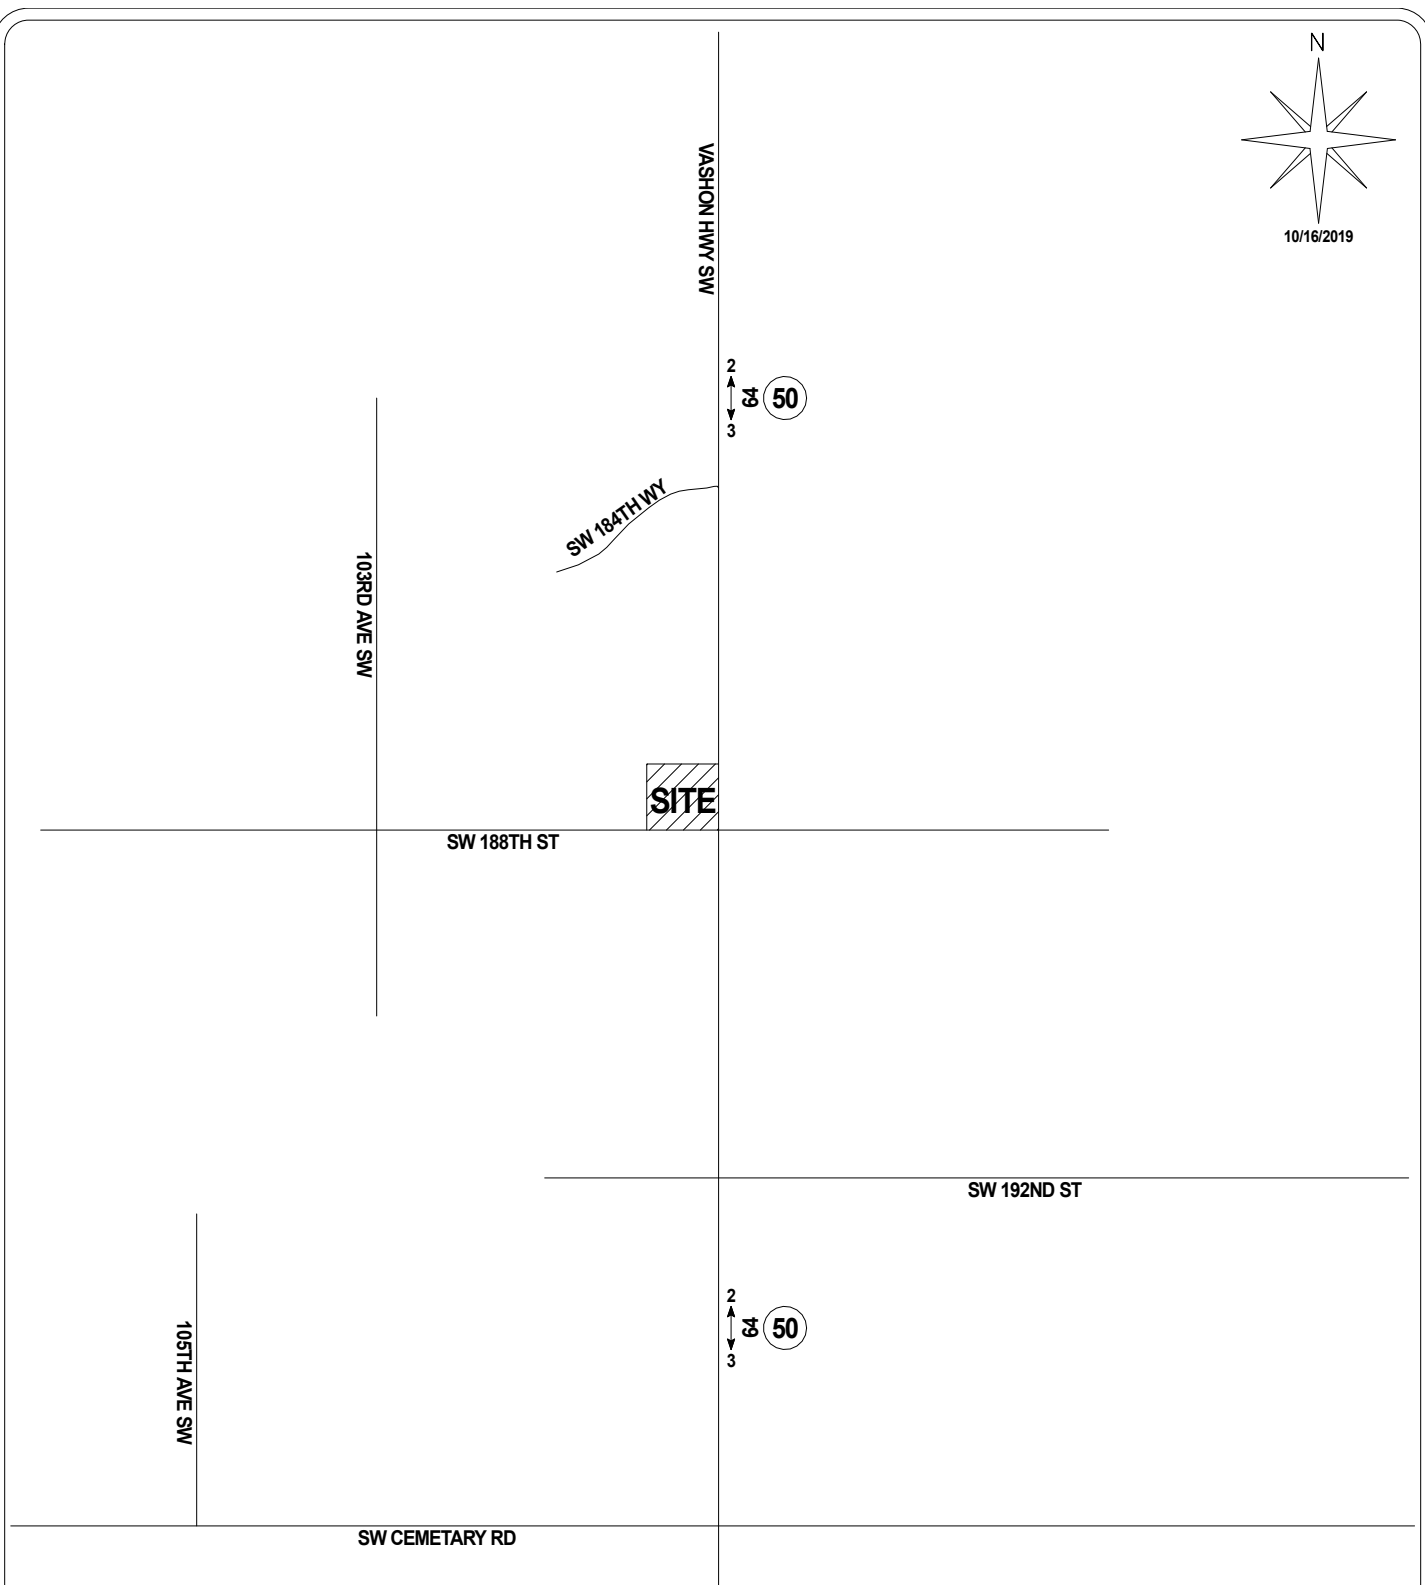 N
10/16/2019
VASHON HWY SW
2
64
50
3
SW 184TH WY
103RD AVE SW
SITE
SW 188TH ST
SW 192ND ST
2
64
50
3
105TH AVE SW
SW CEMETARY RD